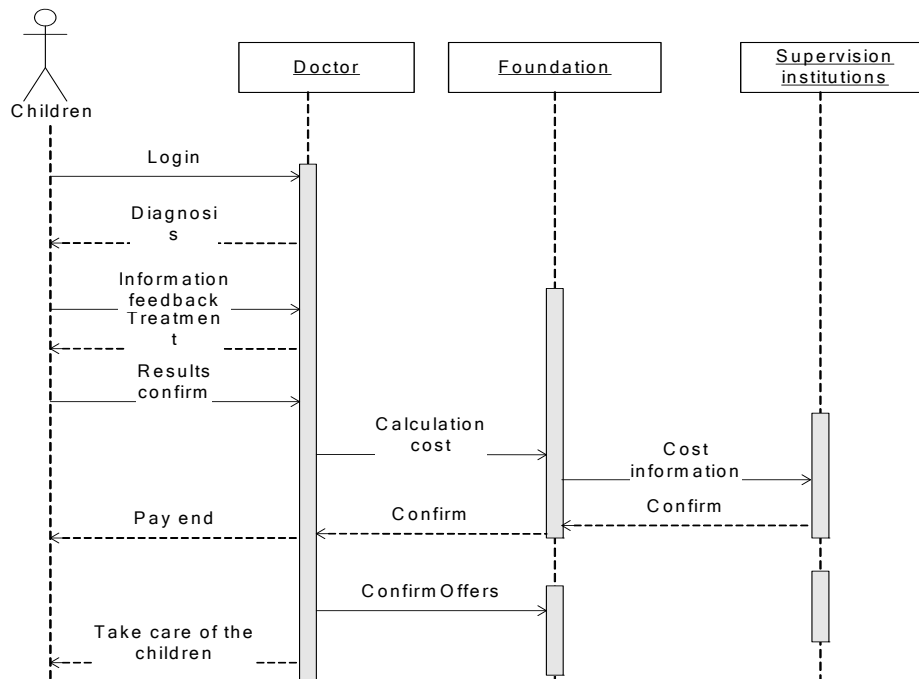 Children
Doctor
Foundation
Supervision
institutions
Login
Diagnosi
s
Information
feedback
Treatmen
t
Results
confirm
Calculation
cost
Cost
information
Confirm
Confirm
Pay end
Confirm Offers
Take care of the
children